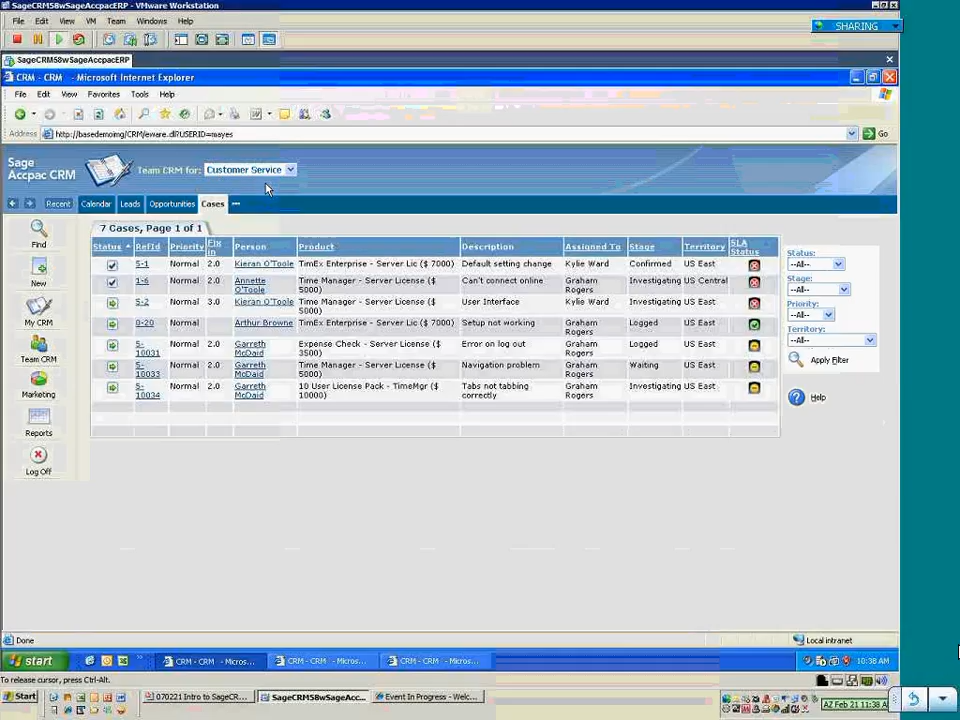 SageCRM58wSageAccpacERP - VMware Workstation
File Edit View VM Team Windows Help
SHARING
SageCRM58wSageAccpacERP
CRM - CRM - Microsoft Internet Explorer
File Edit View Favorites Tools Help
Address http://basedemoimg/CRM/eware.dll?USERID=mayes Go
Sage
Accpac CRM
Team CRM for: Customer Service
Recent Calendar Leads Opportunities Cases
7 Cases, Page 1 of 1
Status RefId Priority Fix In Person Product Description Assigned To Stage Territory SLA Status
5-1 Normal 2.0 Kieran O'Toole TimEx Enterprise - Server Lic ($ 7000) Default setting change Kylie Ward Confirmed US East
1-6 Normal 2.0 Annette O'Toole Time Manager - Server License ($ 5000) Can't connect online Graham Rogers Investigating US Central
5-2 Normal 3.0 Kieran O'Toole Time Manager - Server License ($ 5000) User Interface Kylie Ward Investigating US East
0-20 Normal Arthur Browne TimEx Enterprise - Server Lic ($ 7000) Setup not working Graham Rogers Logged US East
5-10031 Normal 2.0 Garreth McDaid Expense Check - Server License ($ 3500) Error on log out Graham Rogers Logged US East
5-10033 Normal 2.0 Garreth McDaid Time Manager - Server License ($ 5000) Navigation problem Graham Rogers Waiting US East
5-10034 Normal 2.0 Garreth McDaid 10 User License Pack - TimeMgr ($ 10000) Tabs not tabbing correctly Graham Rogers Investigating US East
Find
New
My CRM
Team CRM
Marketing
Reports
Log Off
Status:
--All--
Stage:
--All--
Priority:
--All--
Territory:
--All--
Apply Filter
Help
Done Local intranet
start CRM - CRM - Micros... CRM - CRM - Micros... CRM - CRM - Micros... 10:38 AM
To release cursor, press Ctrl-Alt.
Start 070221 Intro to SageCR... SageCRM58wSageAcc... Event In Progress - Welc... AZ Feb 21 11:38